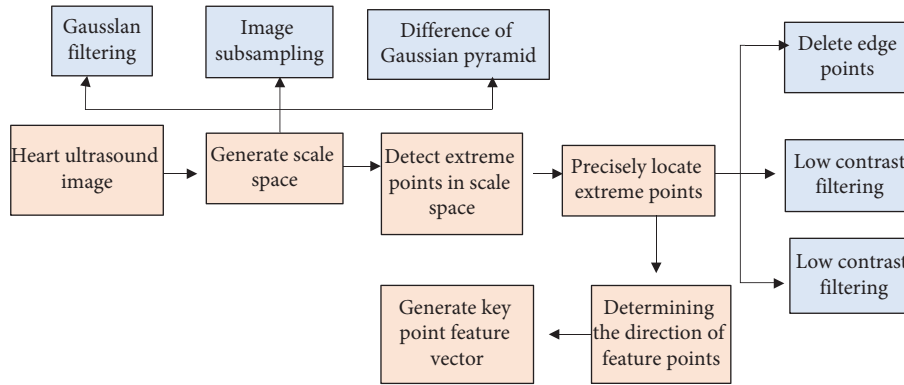 Gausslan
filtering
Image
subsampling
Difference of
Gaussian pyramid
Delete edge
points
Heart ultrasound
image
Generate scale
space
Detect extreme
points in scale
space
Precisely locate
extreme points
Low contrast
filtering
Low contrast
filtering
Generate key
point feature
vector
Determining
the direction of
feature points